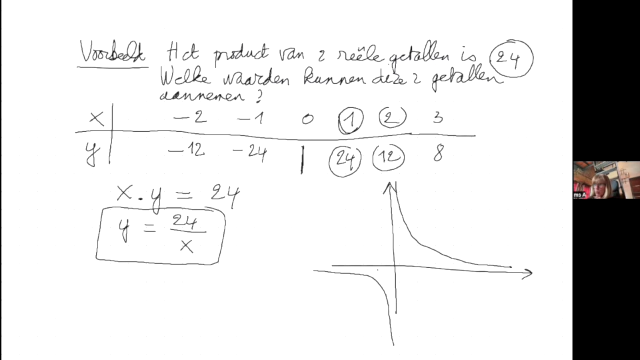 Voorbeeld: Het product van 2 reële getallen is 24
Welke waarden kunnen deze 2 getallen
aannemen?
x | -2 -1 0 1 2 3
y | -12 -24 | 24 12 8
x . y = 24
y = 24/x